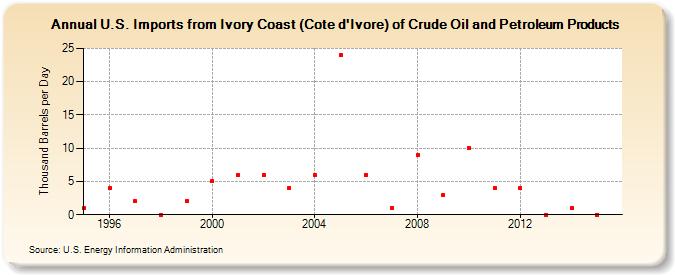 Annual U.S. Imports from Ivory Coast (Cote d'Ivore) of Crude Oil and Petroleum Products
Thousand Barrels per Day
25
20
15
10
5
0
1996 2000 2004 2008 2012
Source: U.S. Energy Information Administration